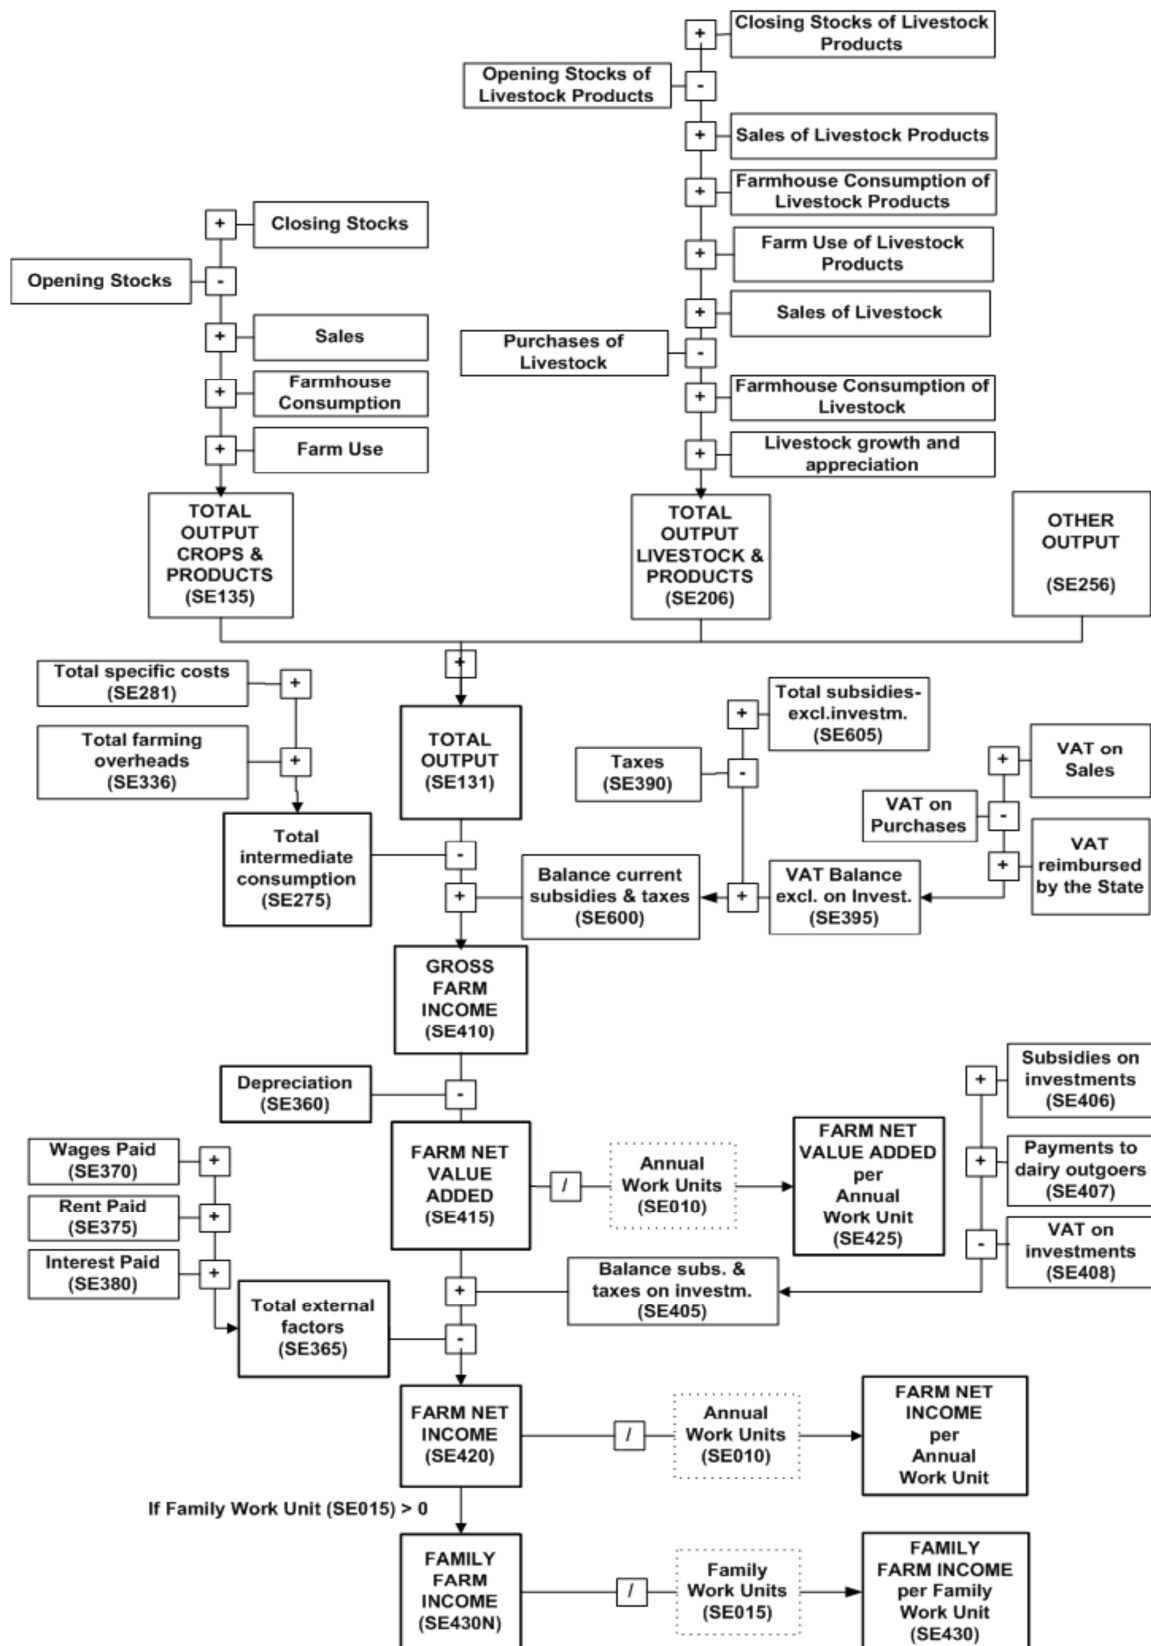 +
Closing Stocks of Livestock
Products
Opening Stocks of
Livestock Products
-
+
Sales of Livestock Products
+
Farmhouse Consumption of
Livestock Products
+
Farm Use of Livestock
Products
+
Sales of Livestock
Purchases of
Livestock
-
+
Farmhouse Consumption of
Livestock
+
Livestock growth and
appreciation
+
Closing Stocks
Opening Stocks
-
+
Sales
+
Farmhouse
Consumption
+
Farm Use
TOTAL
OUTPUT
CROPS &
PRODUCTS
(SE135)
TOTAL
OUTPUT
LIVESTOCK &
PRODUCTS
(SE206)
OTHER
OUTPUT
(SE256)
+
Total specific costs
(SE281)
+
Total farming
overheads
(SE336)
+
TOTAL
OUTPUT
(SE131)
+
Total subsidies-
excl.investm.
(SE605)
Taxes
(SE390)
-
+
VAT on
Sales
VAT on
Purchases
-
+
VAT
reimbursed
by the State
Total
intermediate
consumption
(SE275)
-
+
Balance current
subsidies & taxes
(SE600)
+
VAT Balance
excl. on Invest.
(SE395)
GROSS
FARM
INCOME
(SE410)
Depreciation
(SE360)
-
+
Subsidies on
investments
(SE406)
Wages Paid
(SE370)
+
Rent Paid
(SE375)
+
Interest Paid
(SE380)
+
FARM NET
VALUE
ADDED
(SE415)
/
Annual
Work Units
(SE010)
FARM NET
VALUE ADDED
per
Annual
Work Unit
(SE425)
+
Payments to
dairy outgoers
(SE407)
-
VAT on
investments
(SE408)
Total external
factors
(SE365)
+
-
Balance subs. &
taxes on investm.
(SE405)
FARM NET
INCOME
(SE420)
/
Annual
Work Units
(SE010)
FARM NET
INCOME
per
Annual
Work Unit
If Family Work Unit (SE015) > 0
FAMILY
FARM
INCOME
(SE430N)
/
Family
Work Units
(SE015)
FAMILY
FARM INCOME
per Family
Work Unit
(SE430)